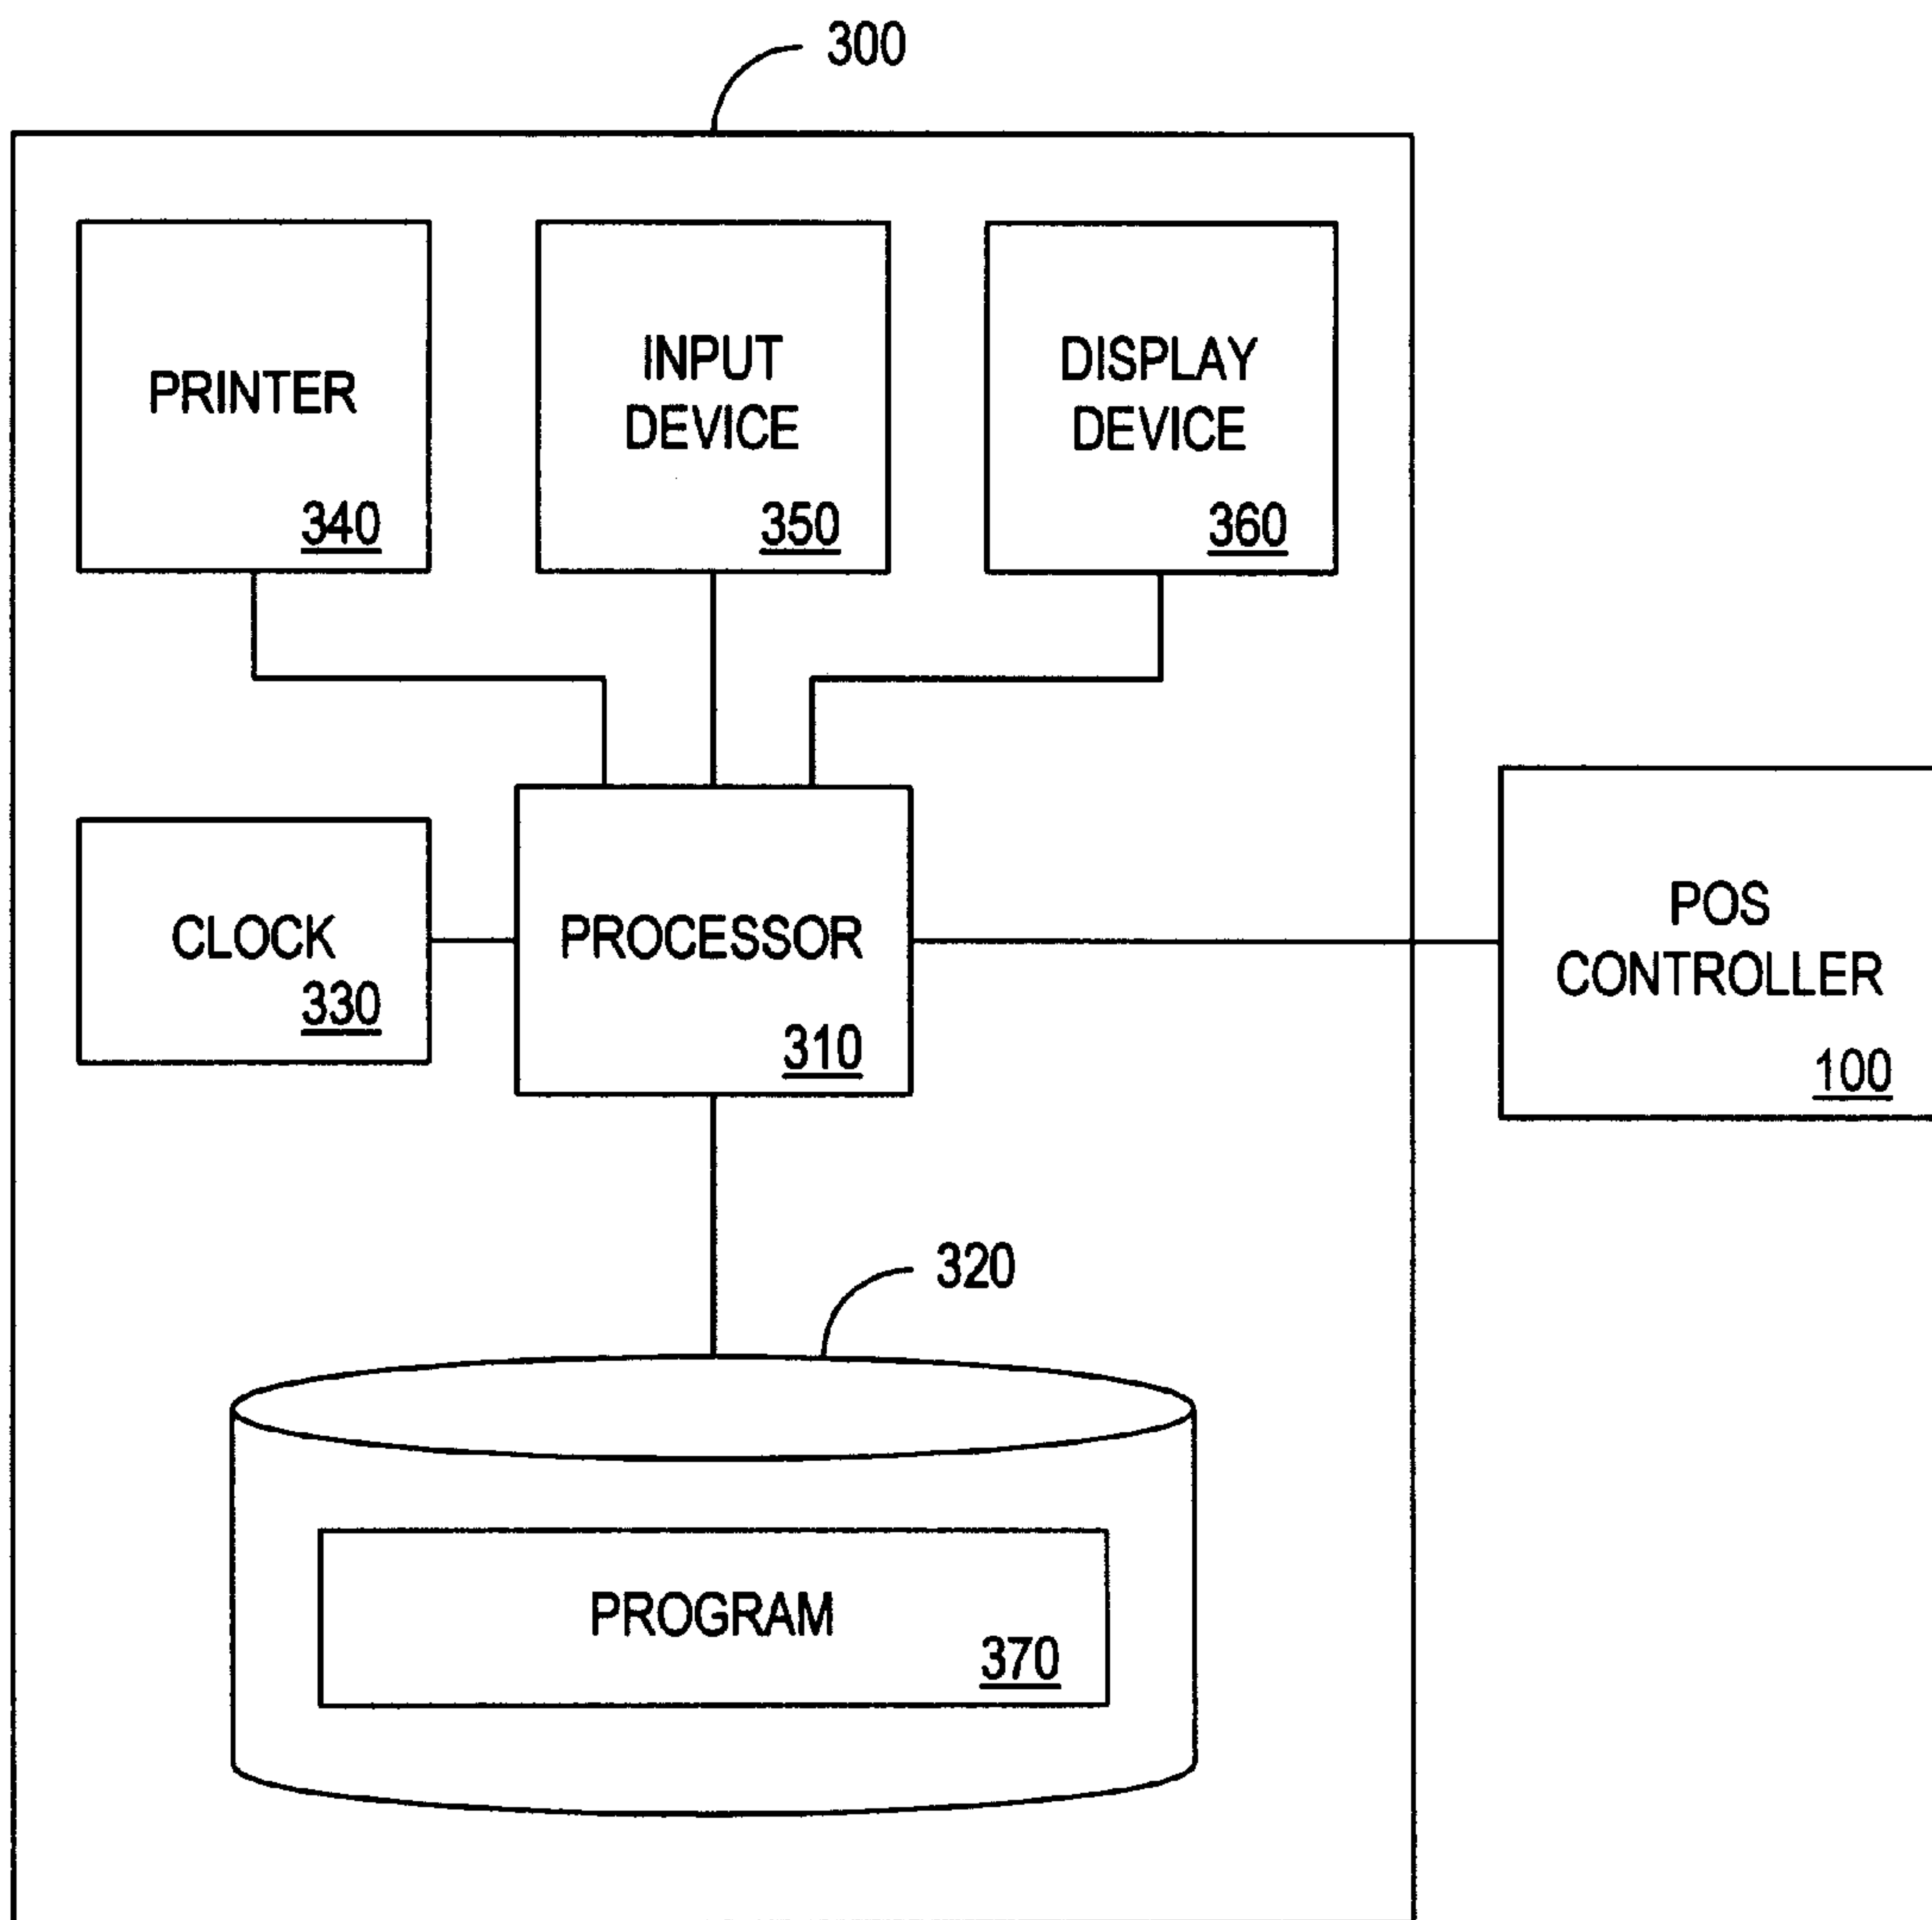 300
PRINTER
340
INPUT
DEVICE
350
DISPLAY
DEVICE
360
CLOCK
330
PROCESSOR
310
POS
CONTROLLER
100
320
PROGRAM
370